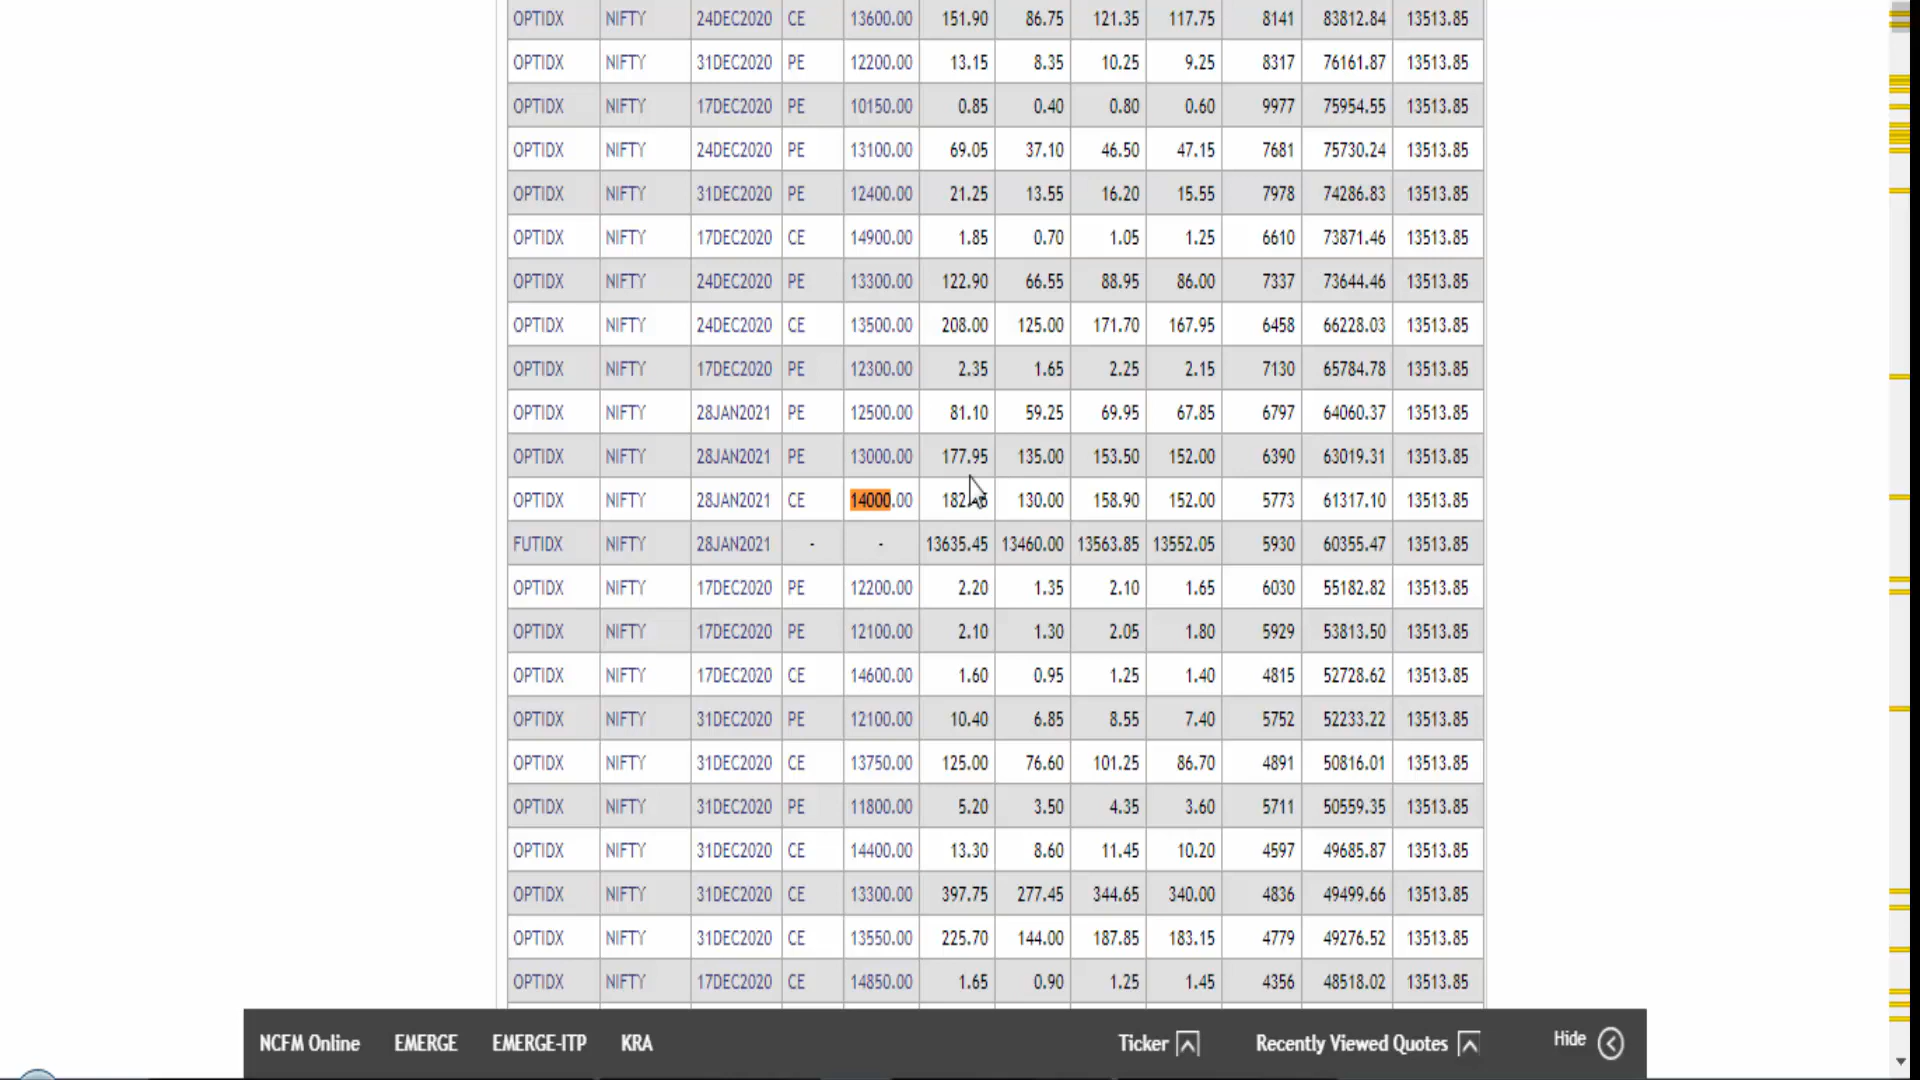 OPTIDX NIFTY 24DEC2020 CE 13600.00 151.90 86.75 121.35 117.75 8141 83812.84 13513.85
OPTIDX NIFTY 31DEC2020 PE 12200.00 13.15 8.35 10.25 9.25 8317 76161.87 13513.85
OPTIDX NIFTY 17DEC2020 PE 10150.00 0.85 0.40 0.80 0.60 9977 75954.55 13513.85
OPTIDX NIFTY 24DEC2020 PE 13100.00 69.05 37.10 46.50 47.15 7681 75730.24 13513.85
OPTIDX NIFTY 31DEC2020 PE 12400.00 21.25 13.55 16.20 15.55 7978 74286.83 13513.85
OPTIDX NIFTY 17DEC2020 CE 14900.00 1.85 0.70 1.05 1.25 6610 73871.46 13513.85
OPTIDX NIFTY 24DEC2020 PE 13300.00 122.90 66.55 88.95 86.00 7337 73644.46 13513.85
OPTIDX NIFTY 24DEC2020 CE 13500.00 208.00 125.00 171.70 167.95 6458 66228.03 13513.85
OPTIDX NIFTY 17DEC2020 PE 12300.00 2.35 1.65 2.25 2.15 7130 65784.78 13513.85
OPTIDX NIFTY 28JAN2021 PE 12500.00 81.10 59.25 69.95 67.85 6797 64060.37 13513.85
OPTIDX NIFTY 28JAN2021 PE 13000.00 177.95 135.00 153.50 152.00 6390 63019.31 13513.85
OPTIDX NIFTY 28JAN2021 CE 14000.00 130.00 158.90 152.00 5773 61317.10 13513.85
FUTIDX NIFTY 28JAN2021 - - 13635.45 13460.00 13563.85 13552.05 5930 60355.47 13513.85
OPTIDX NIFTY 17DEC2020 PE 12200.00 2.20 1.35 2.10 1.65 6030 55182.82 13513.85
OPTIDX NIFTY 17DEC2020 PE 12100.00 2.10 1.30 2.05 1.80 5929 53813.50 13513.85
OPTIDX NIFTY 17DEC2020 CE 14600.00 1.60 0.95 1.25 1.40 4815 52728.62 13513.85
OPTIDX NIFTY 31DEC2020 PE 12100.00 10.40 6.85 8.55 7.40 5752 52233.22 13513.85
OPTIDX NIFTY 31DEC2020 CE 13750.00 125.00 76.60 101.25 86.70 4891 50816.01 13513.85
OPTIDX NIFTY 31DEC2020 PE 11800.00 5.20 3.50 4.35 3.60 5711 50559.35 13513.85
OPTIDX NIFTY 31DEC2020 CE 14400.00 13.30 8.60 11.45 10.20 4597 49685.87 13513.85
OPTIDX NIFTY 31DEC2020 CE 13300.00 397.75 277.45 344.65 340.00 4836 49499.66 13513.85
OPTIDX NIFTY 31DEC2020 CE 13550.00 225.70 144.00 187.85 183.15 4779 49276.52 13513.85
OPTIDX NIFTY 17DEC2020 CE 14850.00 1.65 0.90 1.25 1.45 4356 48518.02 13513.85
NCFM Online EMERGE EMERGE-ITP KRA Ticker Recently Viewed Quotes Hide